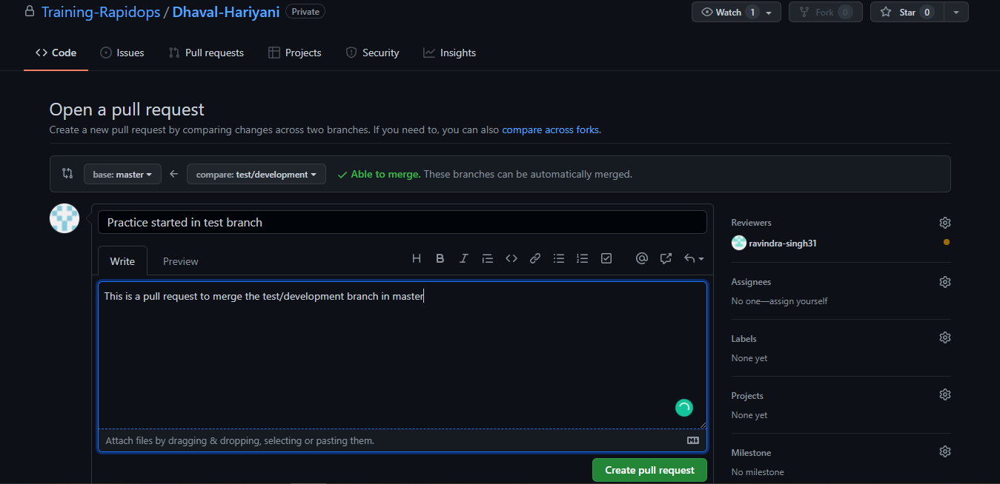 Training-Rapidops / Dhaval-Hariyani Private Watch 1 Fork 0 Star 0
Code Issues Pull requests Projects Security Insights
Open a pull request
Create a new pull request by comparing changes across two branches. If you need to, you can also compare across forks.
base: master compare: test/development Able to merge. These branches can be automatically merged.
Practice started in test branch
Write Preview
This is a pull request to merge the test/development branch in master
Attach files by dragging & dropping, selecting or pasting them.
Create pull request
Reviewers
ravindra-singh31
Assignees
No one—assign yourself
Labels
None yet
Projects
None yet
Milestone
No milestone